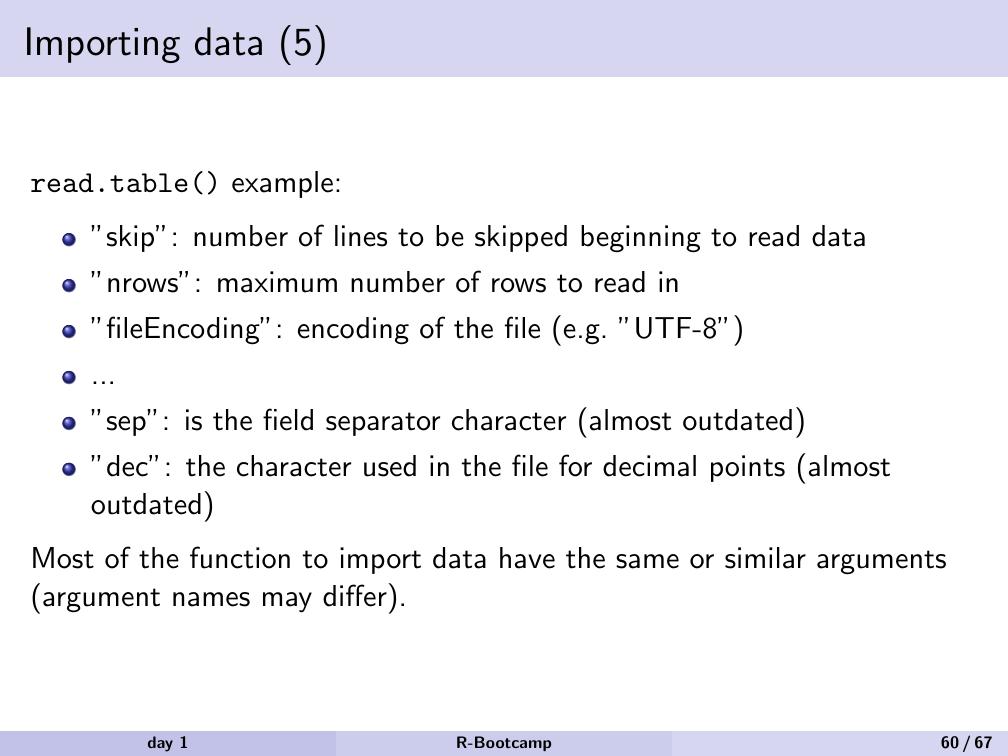 Importing data (5)
read.table() example:
”skip”: number of lines to be skipped beginning to read data
”nrows”: maximum number of rows to read in
”fileEncoding”: encoding of the file (e.g. ”UTF-8”)
...
”sep”: is the field separator character (almost outdated)
”dec”: the character used in the file for decimal points (almost
outdated)
Most of the function to import data have the same or similar arguments
(argument names may differ).
day 1 R-Bootcamp 60 / 67